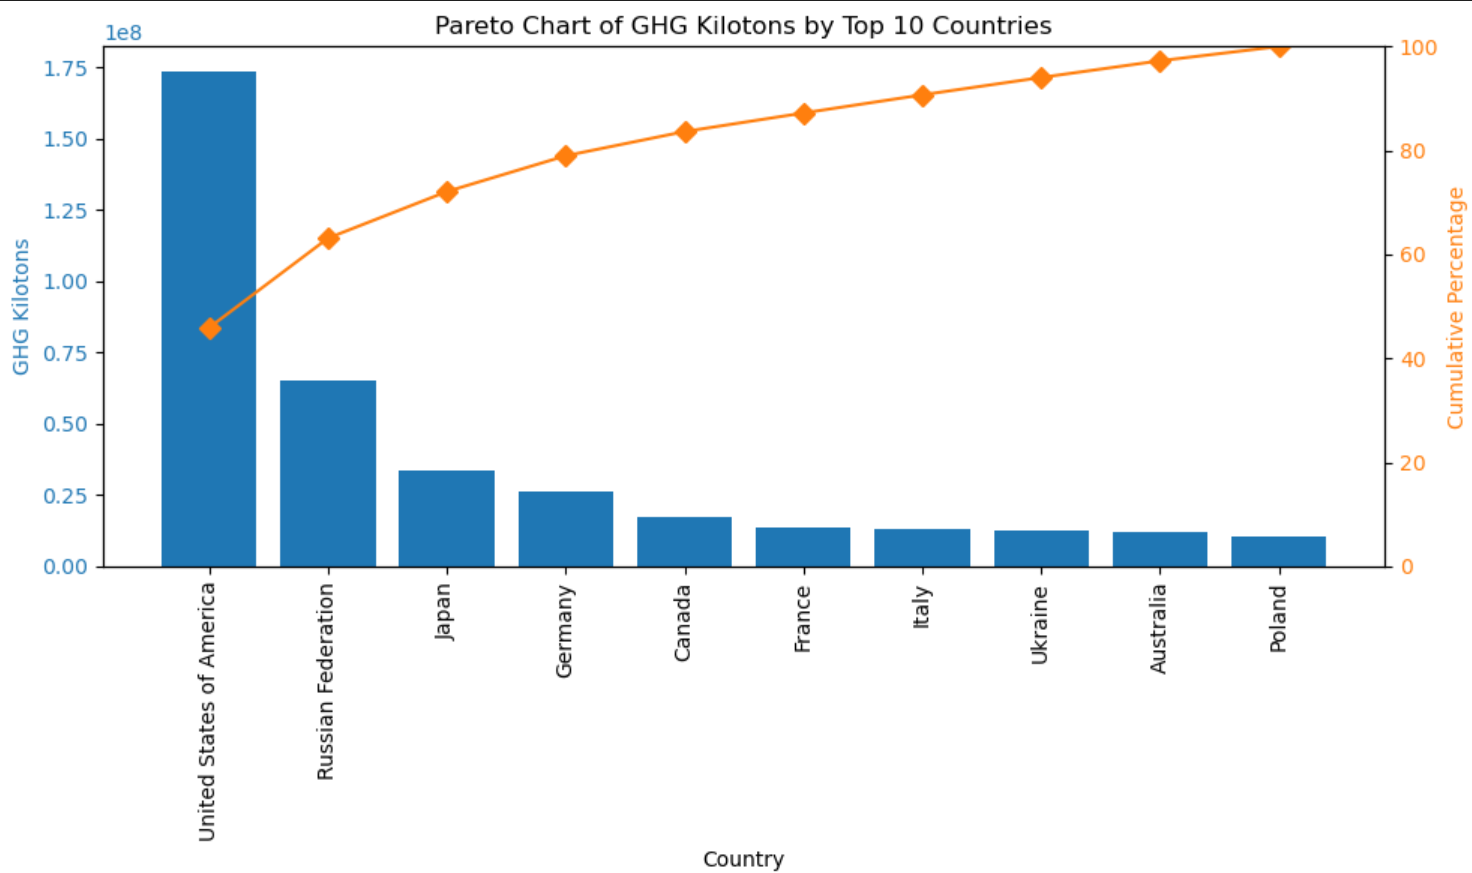 Pareto Chart of GHG Kilotons by Top 10 Countries
1e8
1.75
1.50
1.25
1.00
0.75
0.50
0.25
0.00
GHG Kilotons
100
80
60
40
20
0
Cumulative Percentage
United States of America
Russian Federation
Japan
Germany
Canada
France
Italy
Ukraine
Australia
Poland
Country